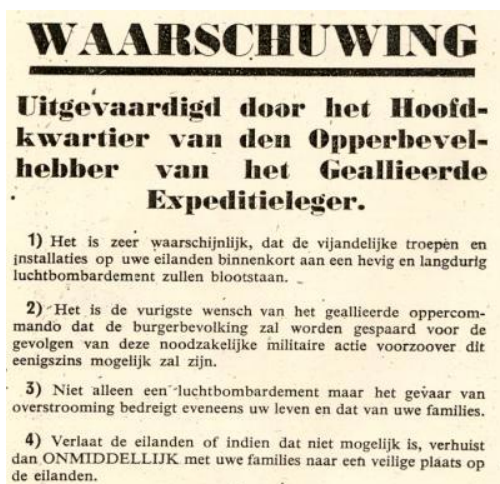 WAARSCHUWING
Uitgevaardigd door het Hoofd-
kwartier van den Opperbevel-
hebber van het Geallieerde
Expeditieleger.
1) Het is zeer waarschijnlijk, dat de vijandelijke troepen en
installaties op uwe eilanden binnenkort aan een hevig en langdurig
luchtbombardement zullen blootstaan.
2) Het is de vurigste wensch van het geallieerde oppercom-
mando dat de burgerbevolking zal worden gespaard voor de
gevolgen van deze noodzakelijke militaire actie voorzoover dit
eenigszins mogelijk zal zijn.
3) Niet alleen een luchtbombardement maar het gevaar van
overstrooming bedreigt eveneens uw leven en dat van uwe families.
4) Verlaat de eilanden of indien dat niet mogelijk is, verhuist
dan ONMIDDELLIJK met uwe families naar een veilige plaats op
de eilanden.